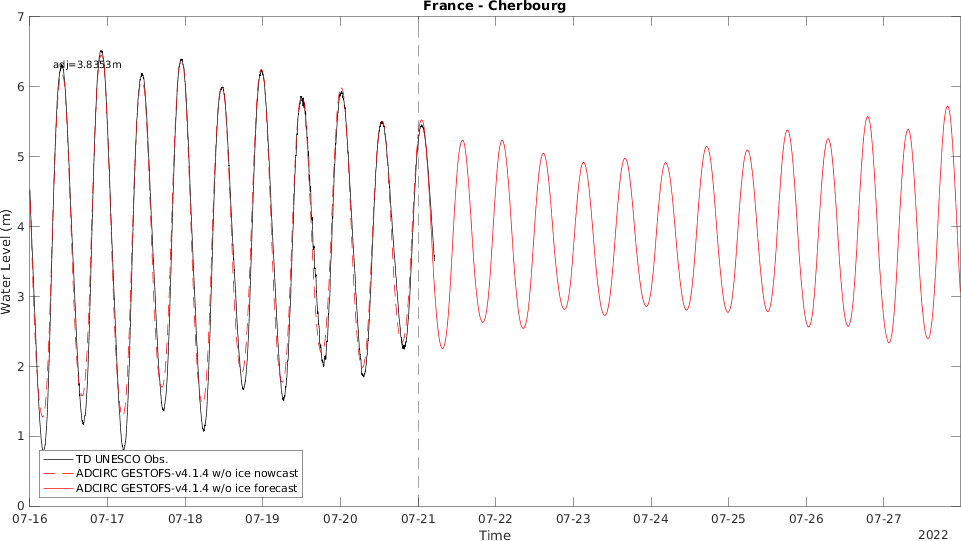 France - Cherbourg
7
adj=3.8353m
6
5
4
3
2
1
0
Water Level (m)
TD UNESCO Obs.
ADCIRC GESTOFS-v4.1.4 w/o ice nowcast
ADCIRC GESTOFS-v4.1.4 w/o ice forecast
07-16 07-17 07-18 07-19 07-20 07-21 07-22 07-23 07-24 07-25 07-26 07-27
Time
2022